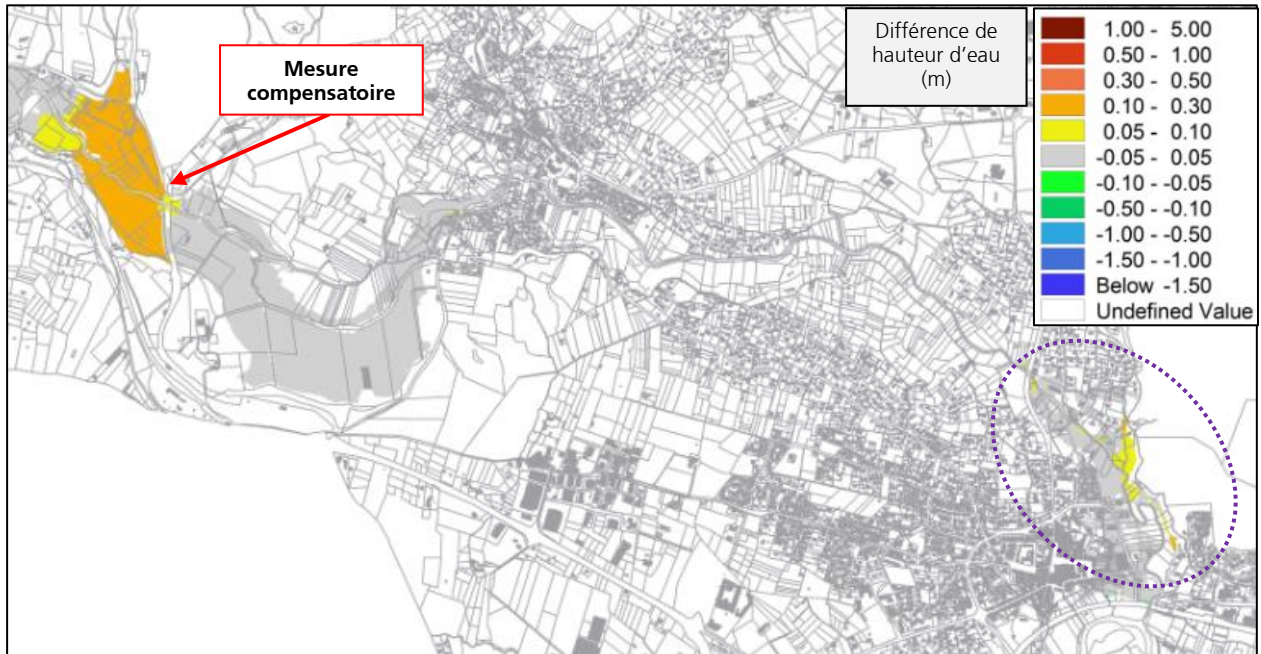 Mesure
compensatoire
Différence de
hauteur d'eau
(m)
1.00 - 5.00
0.50 - 1.00
0.30 - 0.50
0.10 - 0.30
0.05 - 0.10
-0.05 - 0.05
-0.10 - -0.05
-0.50 - -0.10
-1.00 - -0.50
-1.50 - -1.00
Below -1.50
Undefined Value